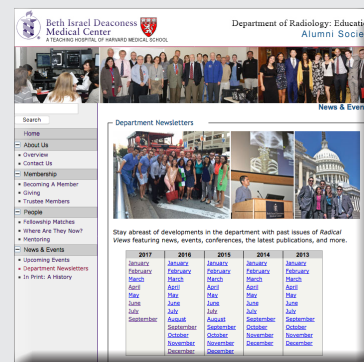 Beth Israel Deaconess
Medical Center
A TEACHING HOSPITAL OF HARVARD MEDICAL SCHOOL
Department of Radiology: Educati
Alumni Socie
News & Even
Search
Home
About Us
Overview
Contact Us
Membership
Becoming A Member
Giving
Trustee Members
People
Fellowship Matches
Where Are They Now?
Mentoring
News & Events
Upcoming Events
Department Newsletters
In Print: A History
Department Newsletters
Stay abreast of developments in the department with past issues of Radical
Views featuring news, events, conferences, the latest publications, and more.
2017 2016 2015 2014 2013
January January January January January
February February February February February
March March March March March
April April April April April
May May May May May
June June June June June
July July July July July
September August August September September
September September October October
October October November November
November November December December
December December